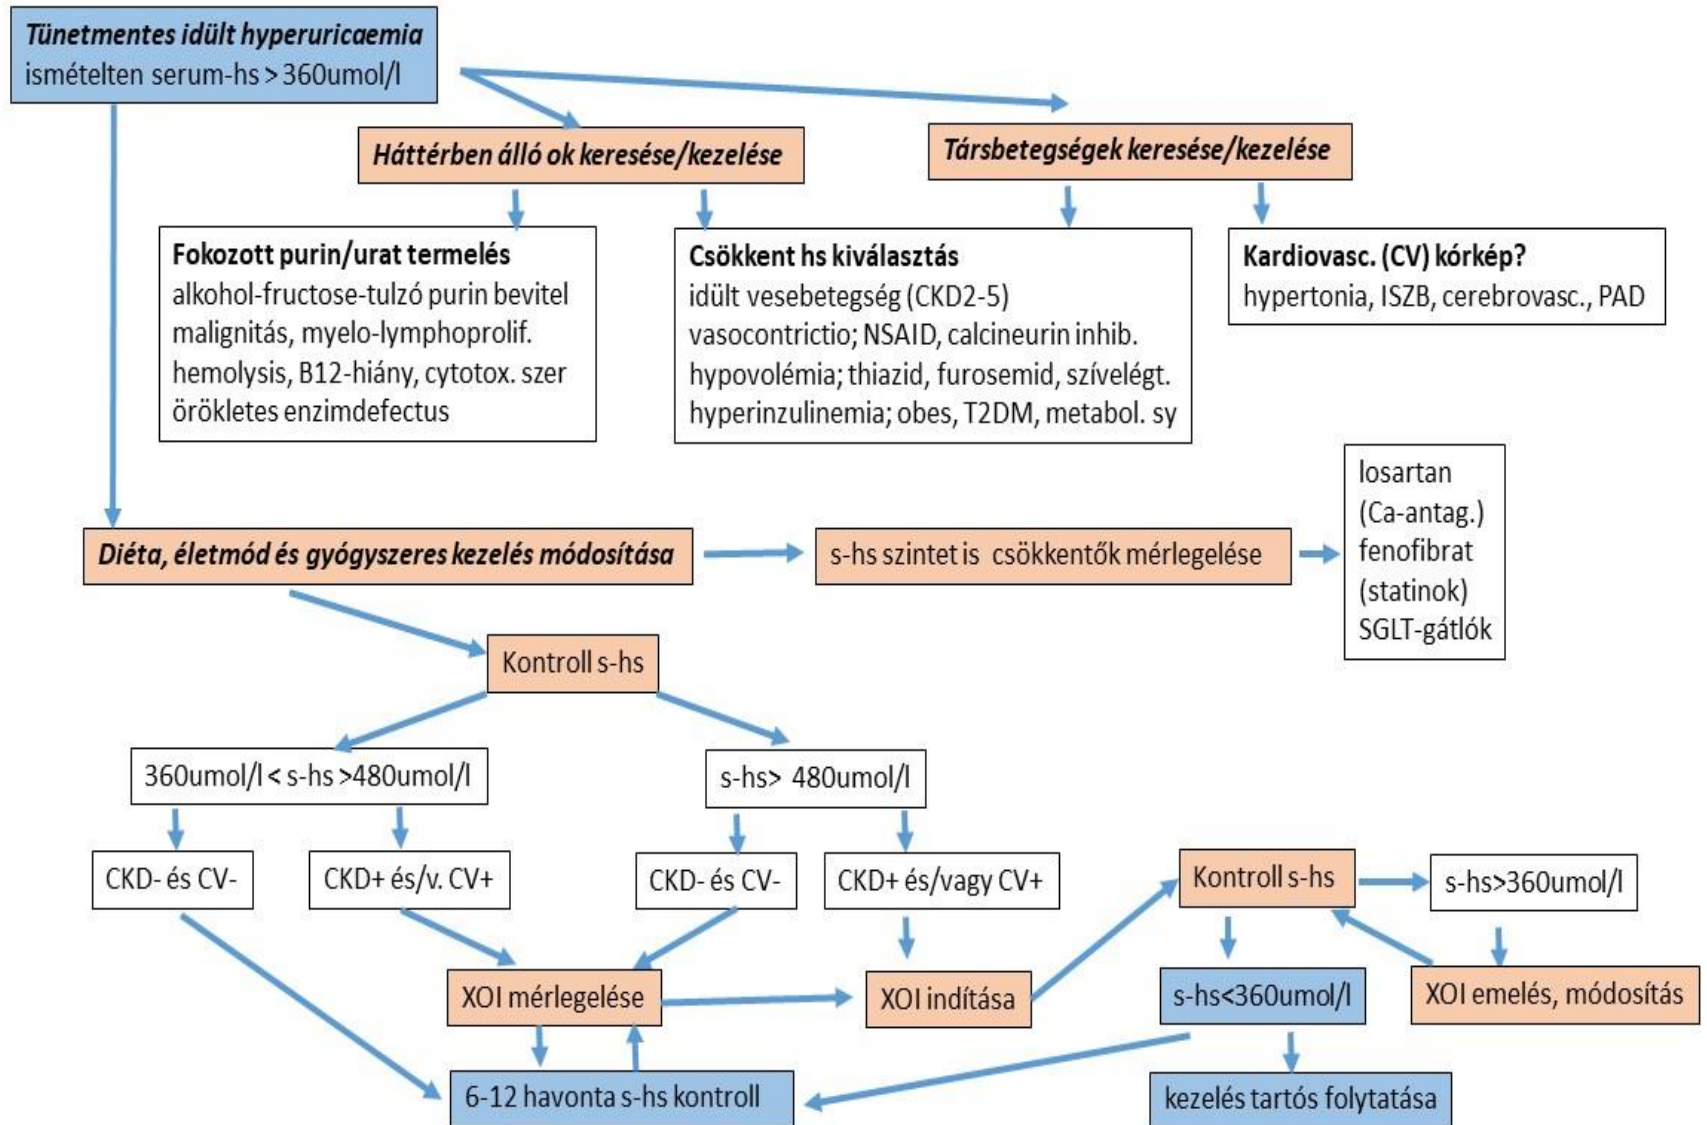 Tünetmentes idült hyperuricaemia
ismételten serum-hs > 360umol/l
Háttérben álló ok keresése/kezelése
Társbetegségek keresése/kezelése
Fokozott purin/urat termelés
alkohol-fructose-tulzó purin bevitel
malignitás, myelo-lymphoprolif.
hemolysis, B12-hiány, cytotox. szer
örökletes enzimdefectus
Csökkent hs kiválasztás
idült vesebetegség (CKD2-5)
vasocontrictio; NSAID, calcineurin inhib.
hypovolémia; thiazid, furosemid, szívelégt.
hyperinzulinemia; obes, T2DM, metabol. sy
Kardiovasc. (CV) kórkép?
hypertonia, ISZB, cerebrovasc., PAD
Diéta, életmód és gyógyszeres kezelés módosítása
s-hs szintet is csökkentők mérlegelése
losartan
(Ca-antag.)
fenofibrat
(statinok)
SGLT-gátlók
Kontroll s-hs
360umol/l < s-hs >480umol/l
s-hs> 480umol/l
CKD- és CV-
CKD+ és/v. CV+
CKD- és CV-
CKD+ és/vagy CV+
Kontroll s-hs
s-hs>360umol/l
XOI mérlegelése
XOI indítása
s-hs<360umol/l
XOI emelés, módosítás
6-12 havonta s-hs kontroll
kezelés tartós folytatása